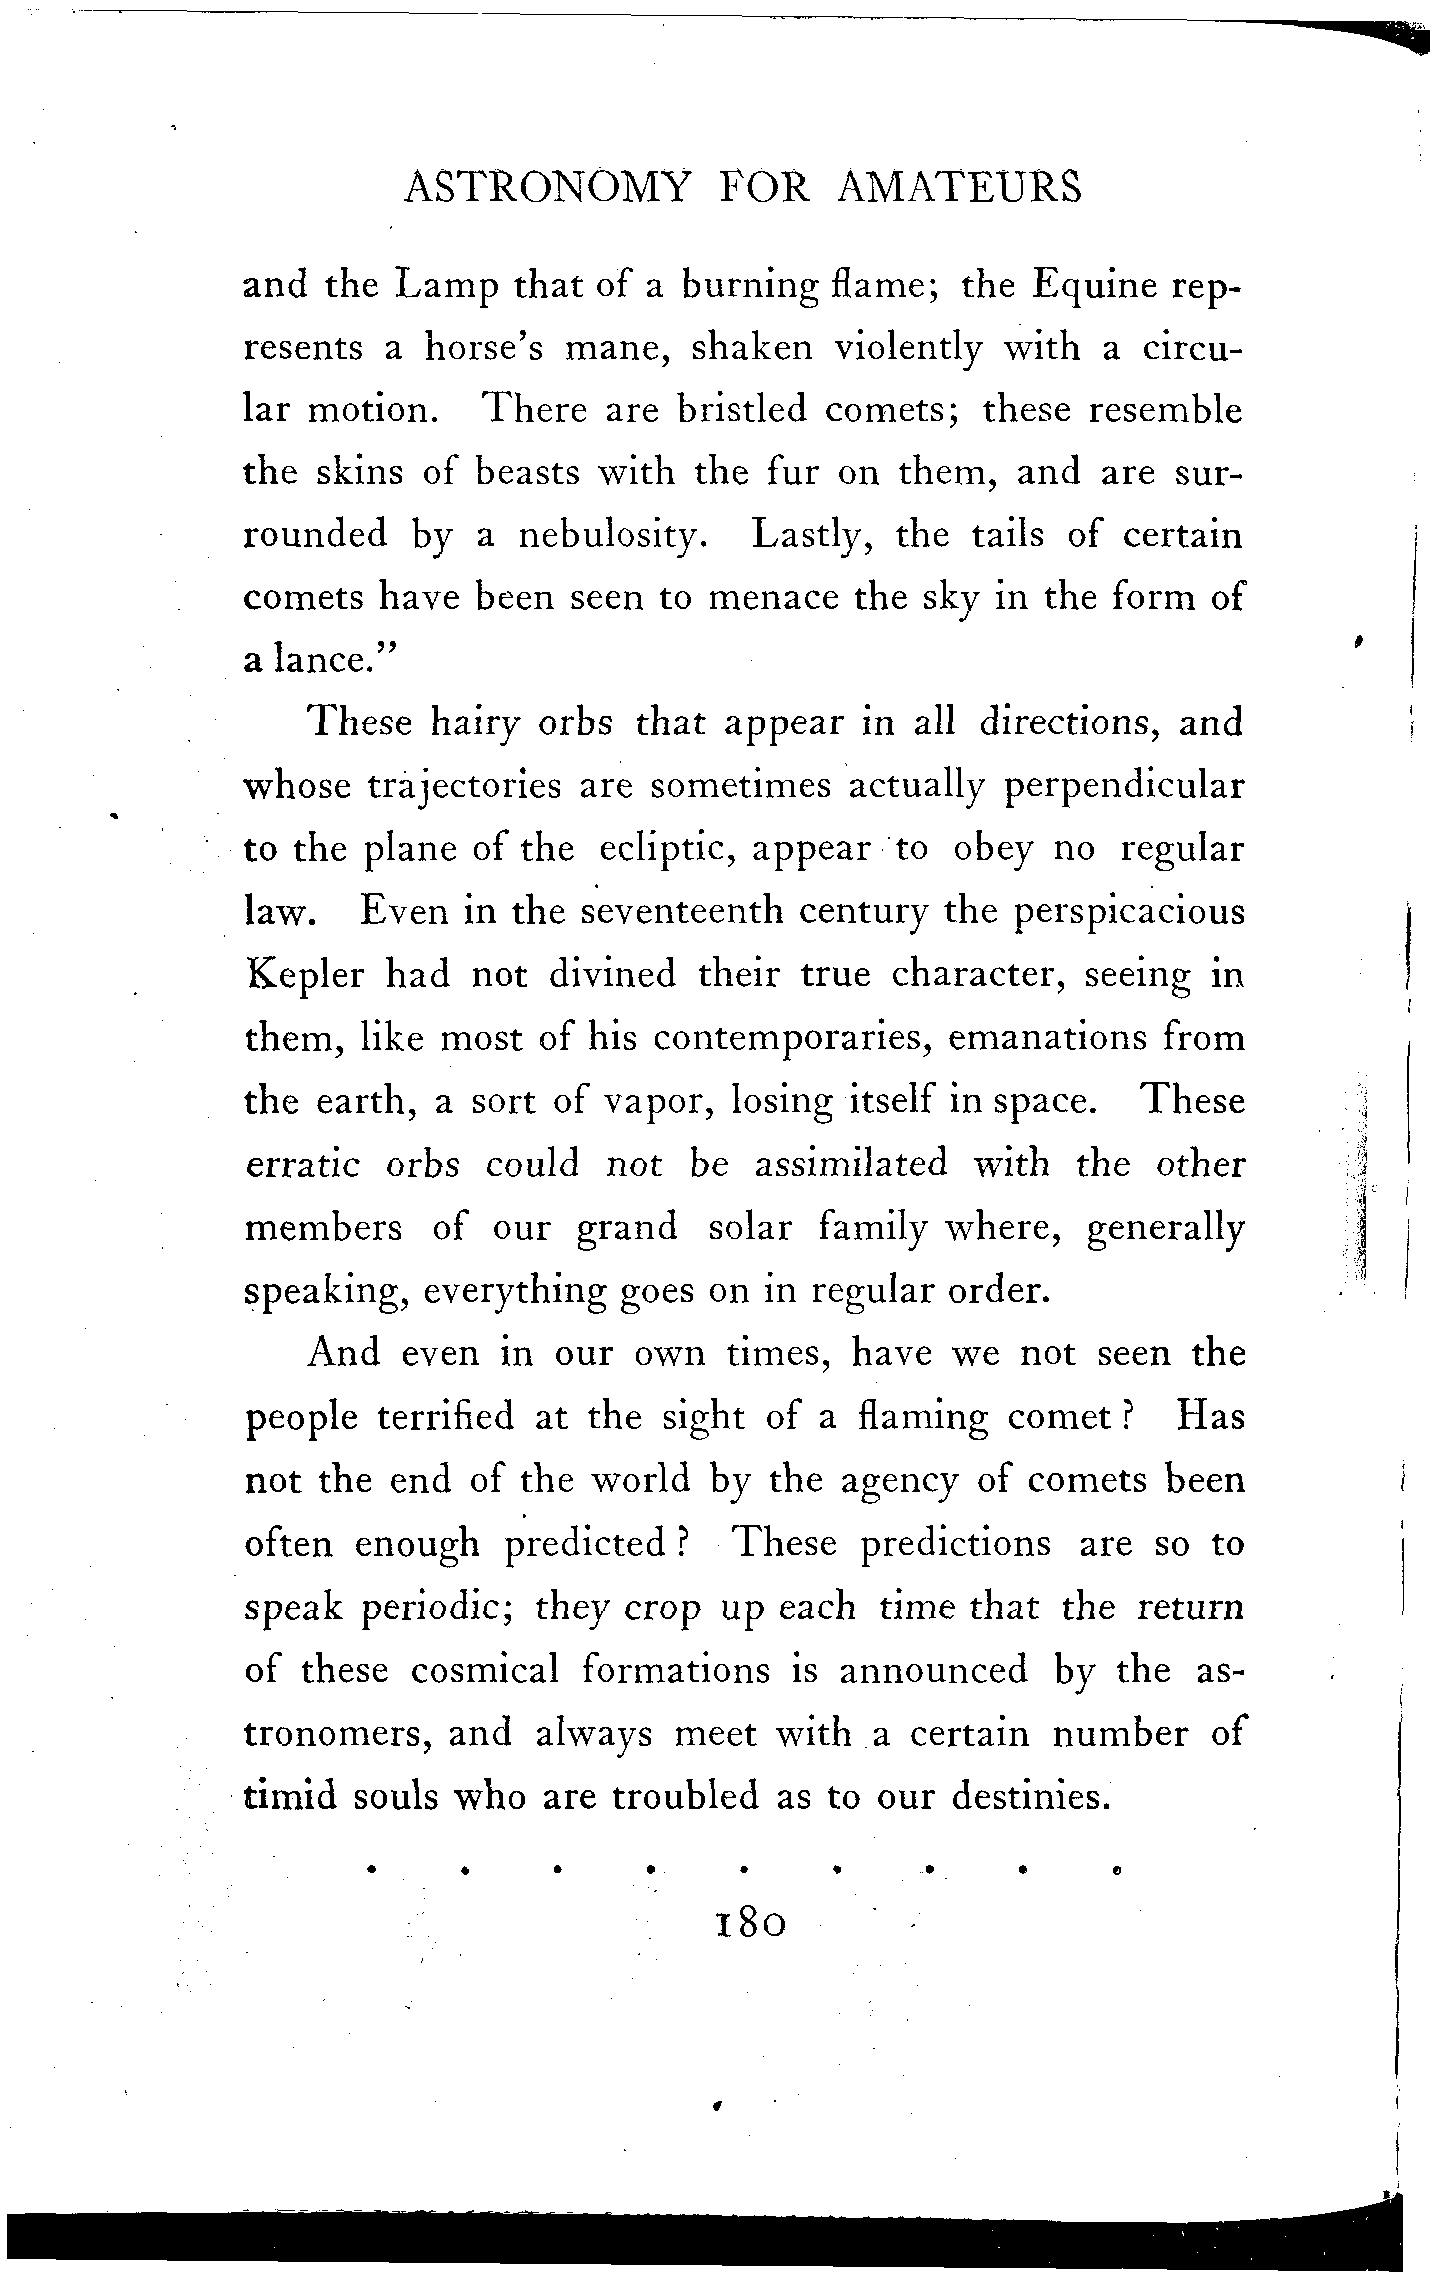 ASTRONOMY FOR AMATEURS
and the Lamp that of a burning flame; the Equine rep-
resents a horse's mane, shaken violently with a circu-
lar motion. There are bristled comets; these resemble
the skins of beasts with the fur on them, and are sur-
rounded by a nebulosity. Lastly, the tails of certain
comets have been seen to menace the sky in the form of
a lance."
These hairy orbs that appear in all directions, and
whose trajectories are sometimes actually perpendicular
to the plane of the ecliptic, appear to obey no regular
law. Even in the seventeenth century the perspicacious
Kepler had not divined their true character, seeing in
them, like most of his contemporaries, emanations from
the earth, a sort of vapor, losing itself in space. These
erratic orbs could not be assimilated with the other
members of our grand solar family where, generally
speaking, everything goes on in regular order.
And even in our own times, have we not seen the
people terrified at the sight of a flaming comet? Has
not the end of the world by the agency of comets been
often enough predicted? These predictions are so to
speak periodic; they crop up each time that the return
of these cosmical formations is announced by the as-
tronomers, and always meet with a certain number of
timid souls who are troubled as to our destinies.
. . . . . . . . .
180